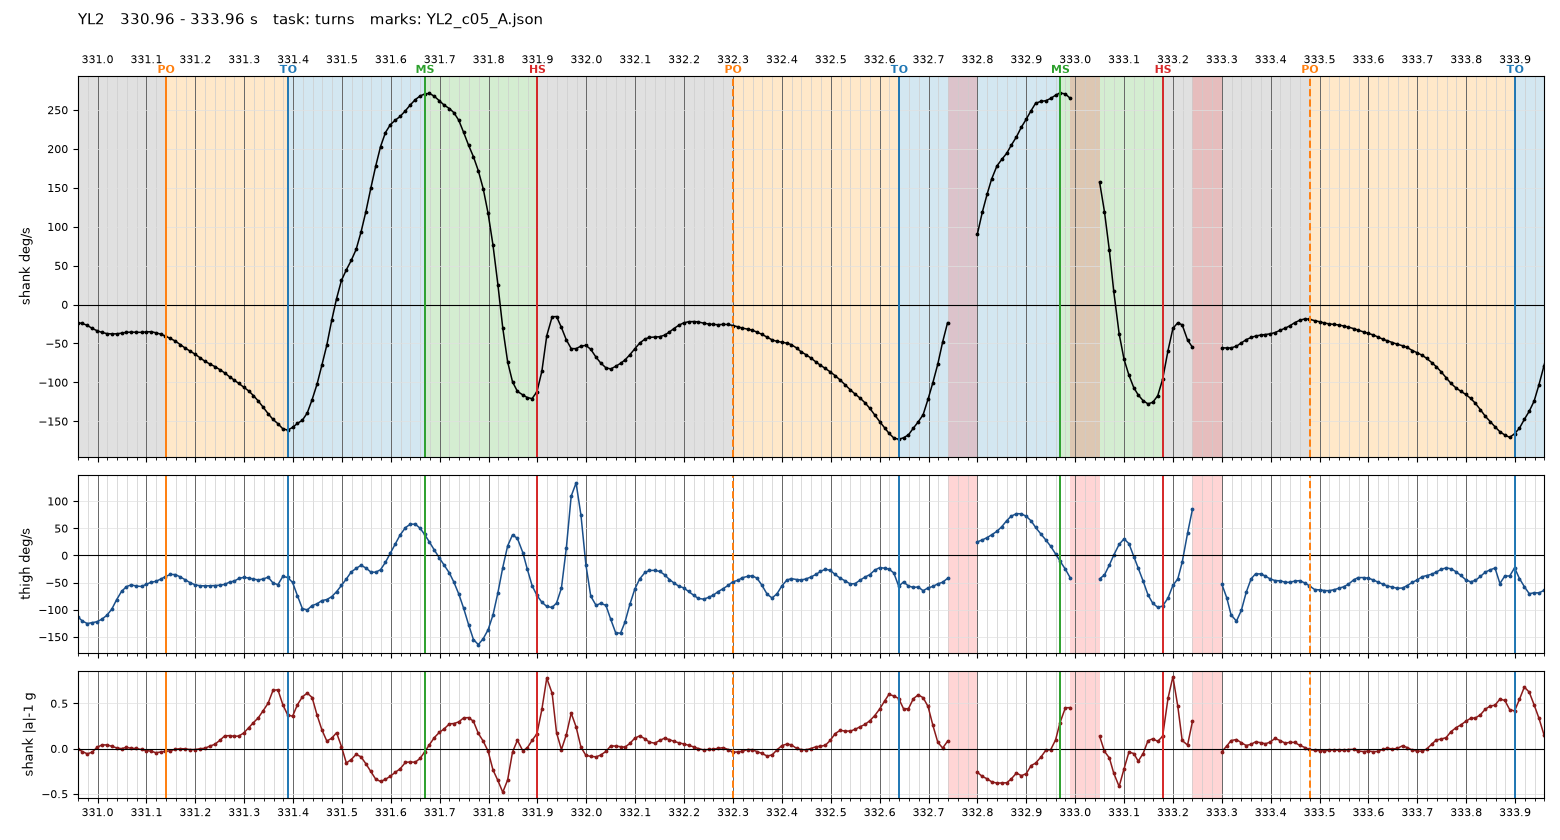 YL2   330.96 - 333.96 s   task: turns   marks: YL2_c05_A.json
331.0 331.1 331.2 331.3 331.4 331.5 331.6 331.7 331.8 331.9 332.0 332.1 332.2 332.3 332.4 332.5 332.6 332.7 332.8 332.9 333.0 333.1 333.2 333.3 333.4 333.5 333.6 333.7 333.8 333.9
PO TO MS HS PO TO MS HS PO TO
shank deg/s
250
200
150
100
50
0
−50
−100
−150
thigh deg/s
100
50
0
−50
−100
−150
shank |a|-1 g
0.5
0.0
−0.5
331.0 331.1 331.2 331.3 331.4 331.5 331.6 331.7 331.8 331.9 332.0 332.1 332.2 332.3 332.4 332.5 332.6 332.7 332.8 332.9 333.0 333.1 333.2 333.3 333.4 333.5 333.6 333.7 333.8 333.9